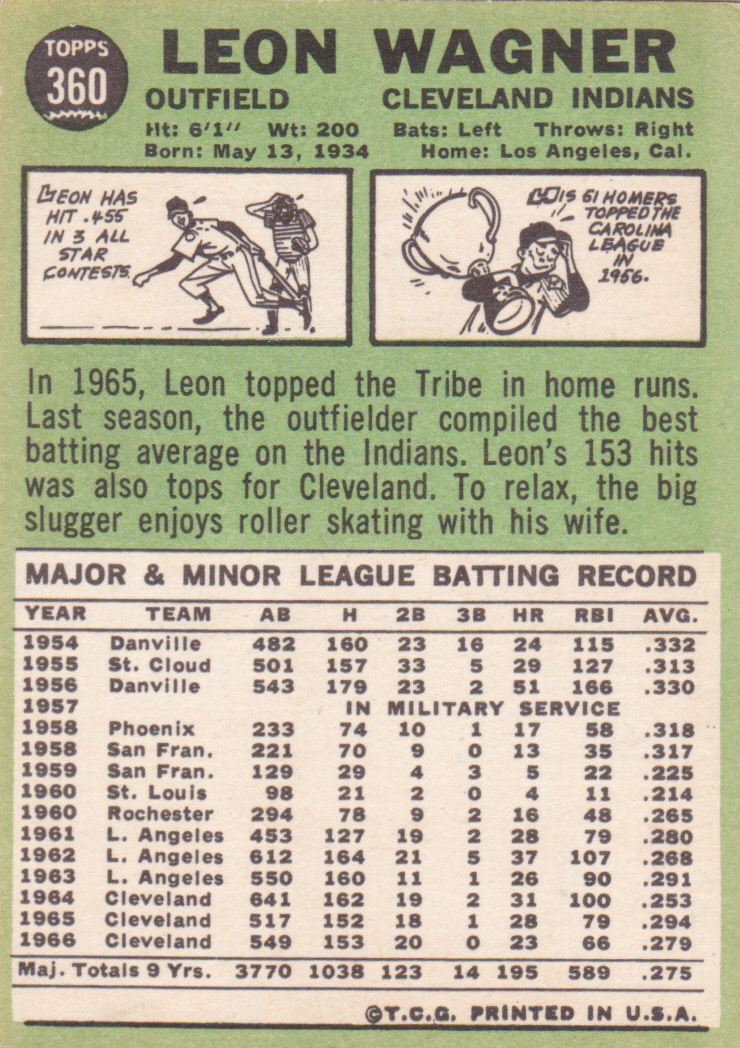 TOPPS
360
LEON WAGNER
OUTFIELD CLEVELAND INDIANS
Ht: 6'1" Wt: 200 Bats: Left Throws: Right
Born: May 13, 1934 Home: Los Angeles, Cal.
LEON HAS
HIT .455
IN 3 ALL
STAR
CONTESTS.
HIS 51 HOMERS
TOPPED THE
CAROLINA
LEAGUE
IN
1956.
In 1965, Leon topped the Tribe in home runs.
Last season, the outfielder compiled the best
batting average on the Indians. Leon's 153 hits
was also tops for Cleveland. To relax, the big
slugger enjoys roller skating with his wife.
MAJOR & MINOR LEAGUE BATTING RECORD
YEAR TEAM AB H 2B 3B HR RBI AVG.
1954 Danville 482 160 23 16 24 115 .332
1955 St. Cloud 501 157 33 5 29 127 .313
1956 Danville 543 179 23 2 51 166 .330
1957 IN MILITARY SERVICE
1958 Phoenix 233 74 10 1 17 58 .318
1958 San Fran. 221 70 9 0 13 35 .317
1959 San Fran. 129 29 4 3 5 22 .225
1960 St. Louis 98 21 2 0 4 11 .214
1960 Rochester 294 78 9 2 16 48 .265
1961 L. Angeles 453 127 19 2 28 79 .280
1962 L. Angeles 612 164 21 5 37 107 .268
1963 L. Angeles 550 160 11 1 26 90 .291
1964 Cleveland 641 162 19 2 31 100 .253
1965 Cleveland 517 152 18 1 28 79 .294
1966 Cleveland 549 153 20 0 23 66 .279
Maj. Totals 9 Yrs. 3770 1038 123 14 195 589 .275
©T.C.G. PRINTED IN U.S.A.